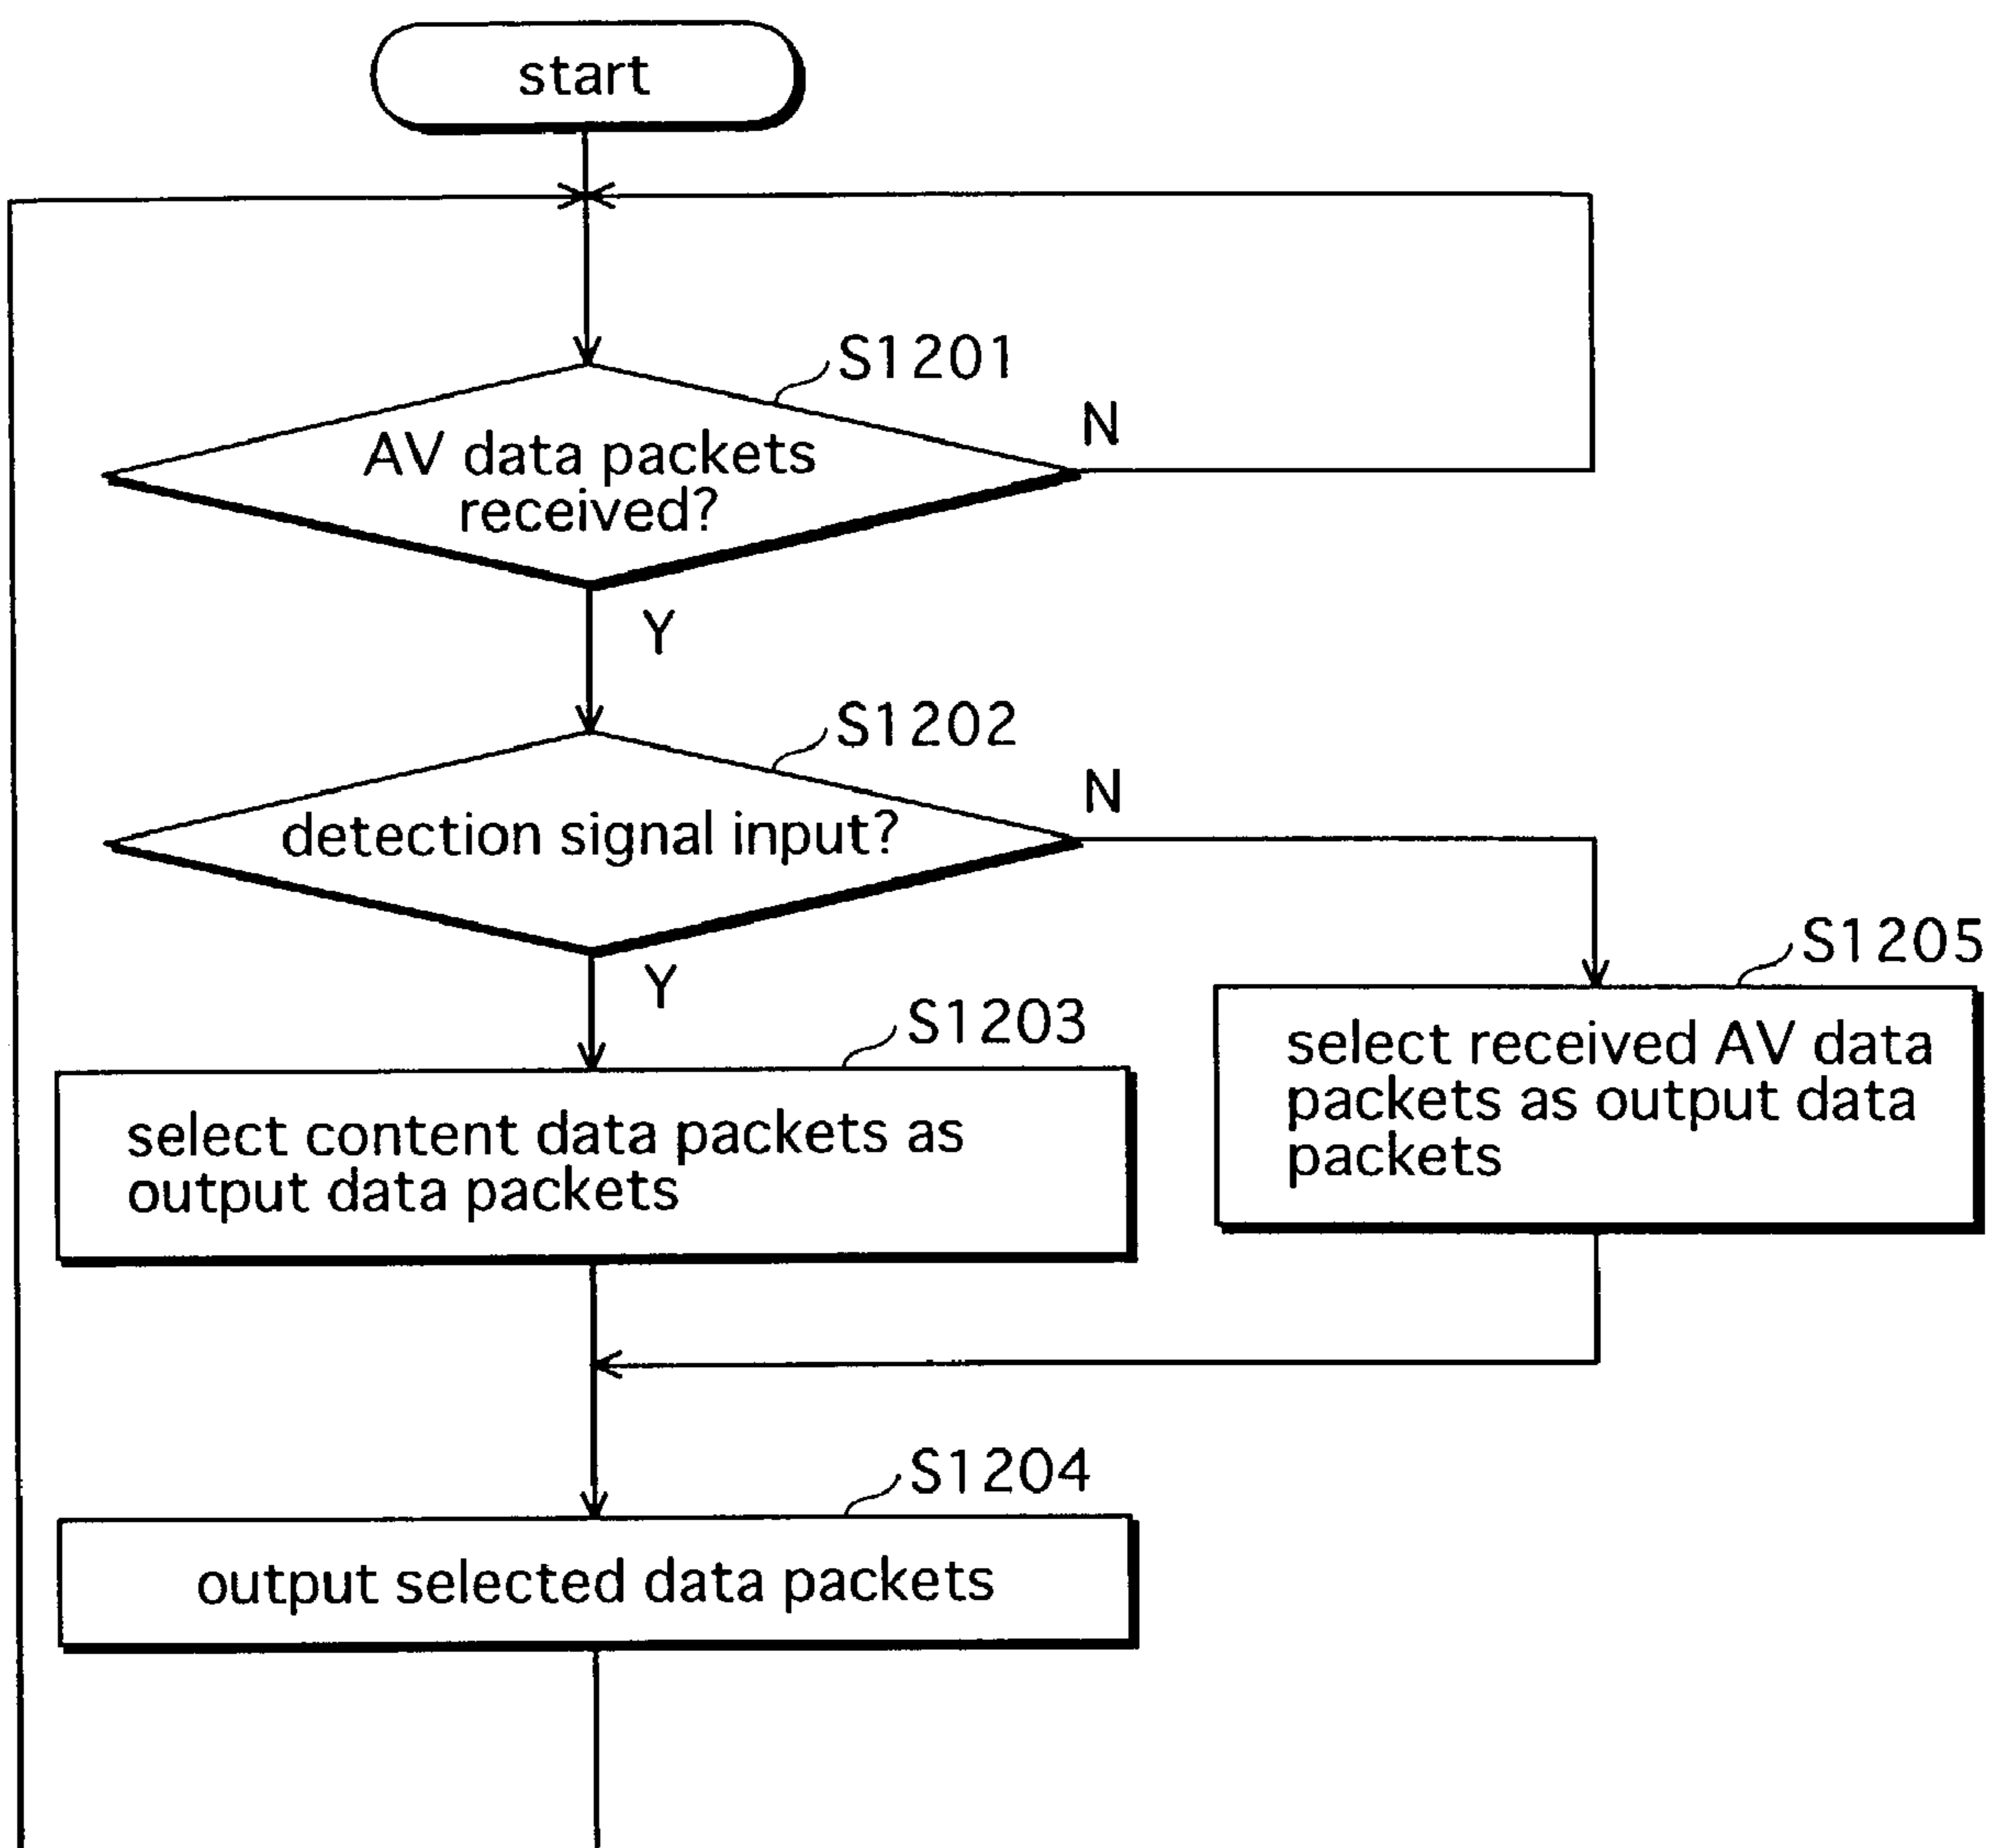 start
S1201
N
AV data packets
received?
Y
S1202
N
detection signal input?
S1205
Y
S1203
select received AV data
packets as output data
packets
select content data packets as
output data packets
S1204
output selected data packets